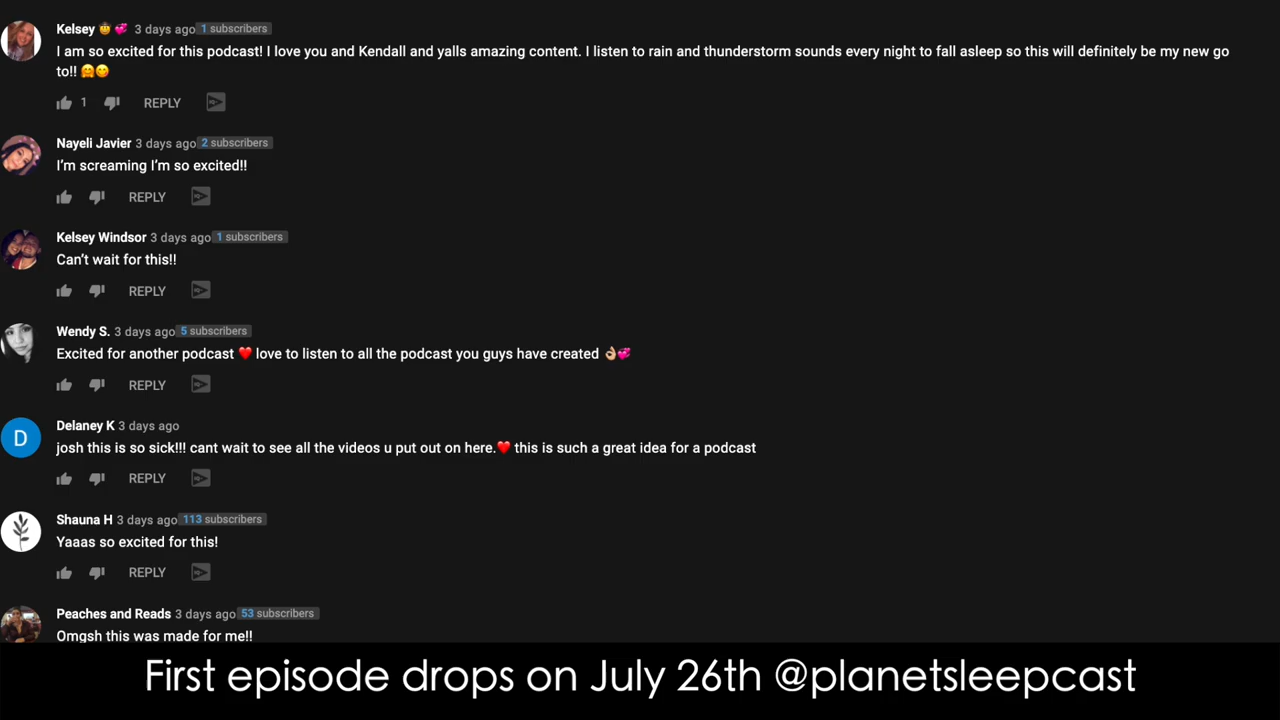 Kelsey 🤠 💞 3 days ago 1 subscribers
I am so excited for this podcast! I love you and Kendall and yalls amazing content. I listen to rain and thunderstorm sounds every night to fall asleep so this will definitely be my new go
to!! 🤗😋
1 REPLY
Nayeli Javier 3 days ago 2 subscribers
I'm screaming I'm so excited!!
REPLY
Kelsey Windsor 3 days ago 1 subscribers
Can't wait for this!!
REPLY
Wendy S. 3 days ago 5 subscribers
Excited for another podcast ❤️ love to listen to all the podcast you guys have created 👌🏼💞
REPLY
D
Delaney K 3 days ago
josh this is so sick!!! cant wait to see all the videos u put out on here.❤️ this is such a great idea for a podcast
REPLY
Shauna H 3 days ago 113 subscribers
Yaaas so excited for this!
REPLY
Peaches and Reads 3 days ago 53 subscribers
Omgsh this was made for me!!
First episode drops on July 26th @planetsleepcast